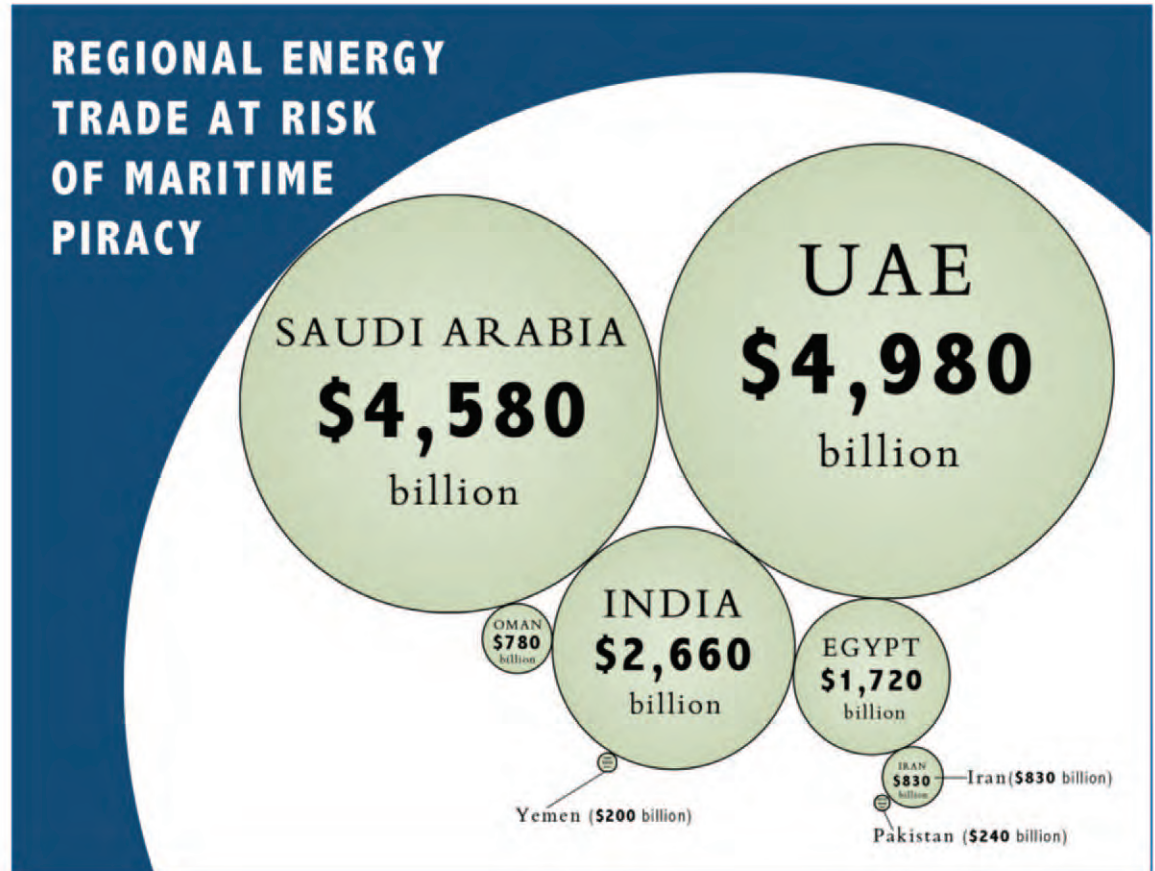 REGIONAL ENERGY
TRADE AT RISK
OF MARITIME
PIRACY
SAUDI ARABIA
$4,580
billion
UAE
$4,980
billion
OMAN
$780
billion
INDIA
$2,660
billion
EGYPT
$1,720
billion
IRAN
$830
billion
Iran($830 billion)
Yemen ($200 billion)
Pakistan ($240 billion)